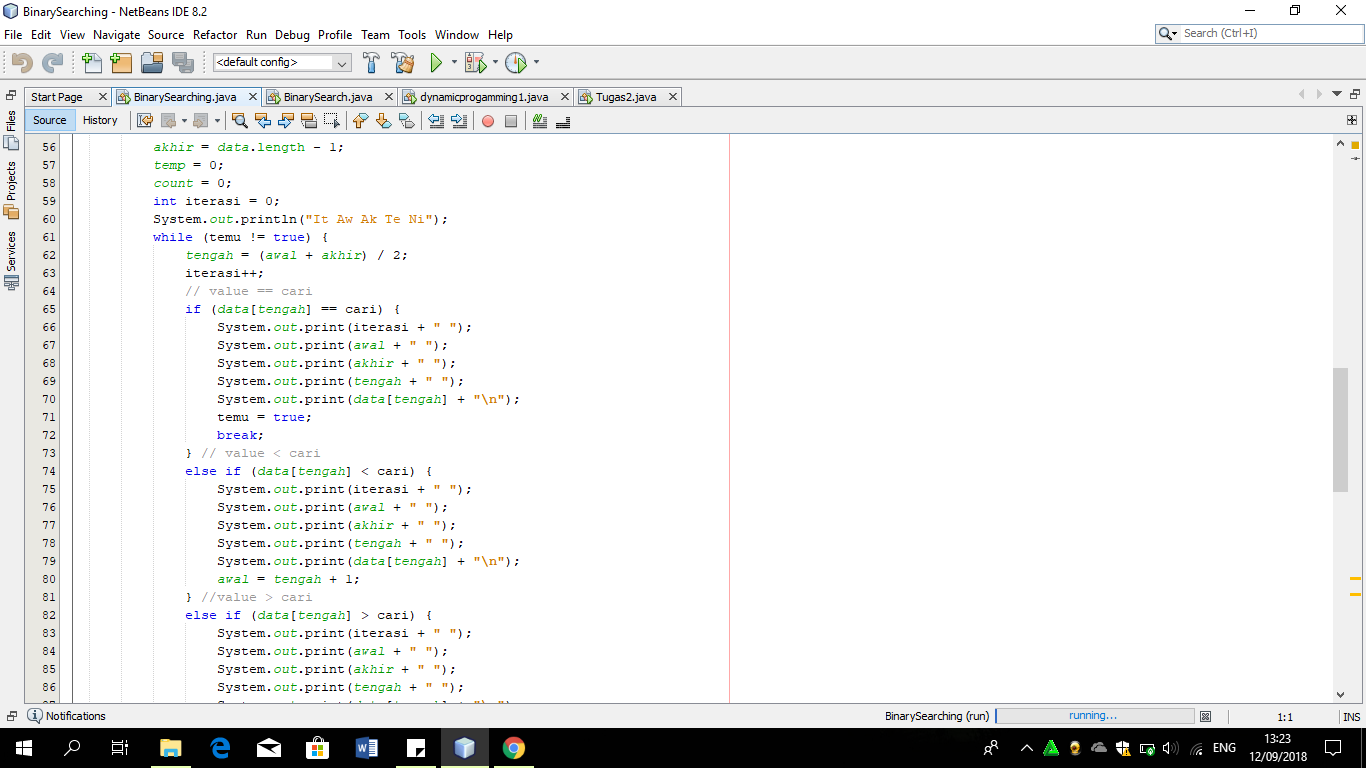 BinarySearching - NetBeans IDE 8.2
File Edit View Navigate Source Refactor Run Debug Profile Team Tools Window Help
Search (Ctrl+I)
<default config>
Start Page BinarySearching.java BinarySearch.java dynamicprogamming1.java Tugas2.java
Source History
Files
Projects
Services
56 akhir = data.length - 1;
57 temp = 0;
58 count = 0;
59 int iterasi = 0;
60 System.out.println("It Aw Ak Te Ni");
61 while (temu != true) {
62 tengah = (awal + akhir) / 2;
63 iterasi++;
64 // value == cari
65 if (data[tengah] == cari) {
66 System.out.print(iterasi + " ");
67 System.out.print(awal + " ");
68 System.out.print(akhir + " ");
69 System.out.print(tengah + " ");
70 System.out.print(data[tengah] + "\n");
71 temu = true;
72 break;
73 } // value < cari
74 else if (data[tengah] < cari) {
75 System.out.print(iterasi + " ");
76 System.out.print(awal + " ");
77 System.out.print(akhir + " ");
78 System.out.print(tengah + " ");
79 System.out.print(data[tengah] + "\n");
80 awal = tengah + 1;
81 } //value > cari
82 else if (data[tengah] > cari) {
83 System.out.print(iterasi + " ");
84 System.out.print(awal + " ");
85 System.out.print(akhir + " ");
86 System.out.print(tengah + " ");
Notifications
BinarySearching (run) running... 1:1 INS
ENG
13:23
12/09/2018